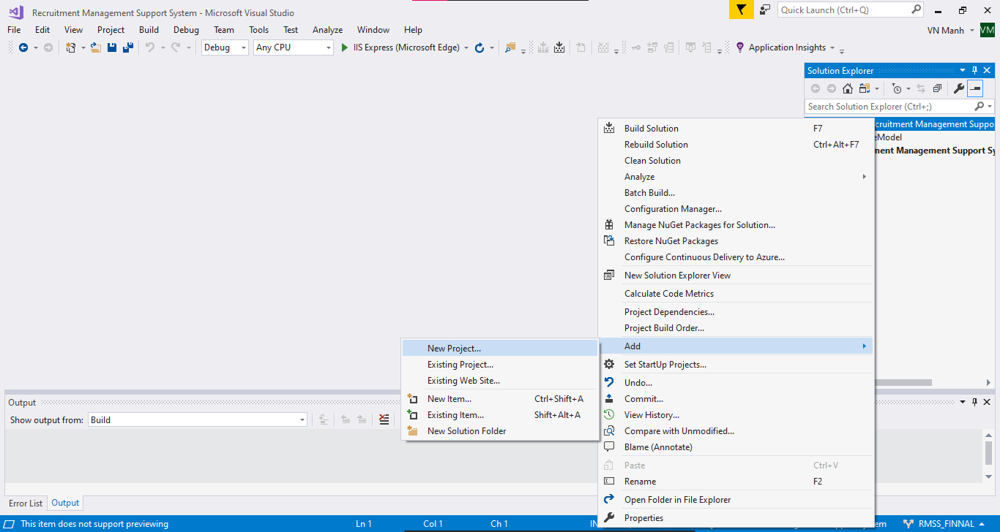 Recruitment Management Support System - Microsoft Visual Studio
Quick Launch (Ctrl+Q)
File Edit View Project Build Debug Team Tools Test Analyze Window Help
VN Manh VM
Debug Any CPU IIS Express (Microsoft Edge) Application Insights
Solution Explorer
Search Solution Explorer (Ctrl+;)
cruitment Management Suppo
eModel
ment Management Support Sy
Build Solution F7
Rebuild Solution Ctrl+Alt+F7
Clean Solution
Analyze
Batch Build...
Configuration Manager...
Manage NuGet Packages for Solution...
Restore NuGet Packages
Configure Continuous Delivery to Azure...
New Solution Explorer View
Calculate Code Metrics
Project Dependencies...
Project Build Order...
Add
Set StartUp Projects...
Undo...
Commit...
View History...
Compare with Unmodified...
Blame (Annotate)
Paste Ctrl+V
Rename F2
Open Folder in File Explorer
Properties
New Project...
Existing Project...
Existing Web Site...
New Item... Ctrl+Shift+A
Existing Item... Shift+Alt+A
New Solution Folder
Output
Show output from: Build
Error List Output
This item does not support previewing Ln 1 Col 1 Ch 1 IN em RMSS_FINNAL